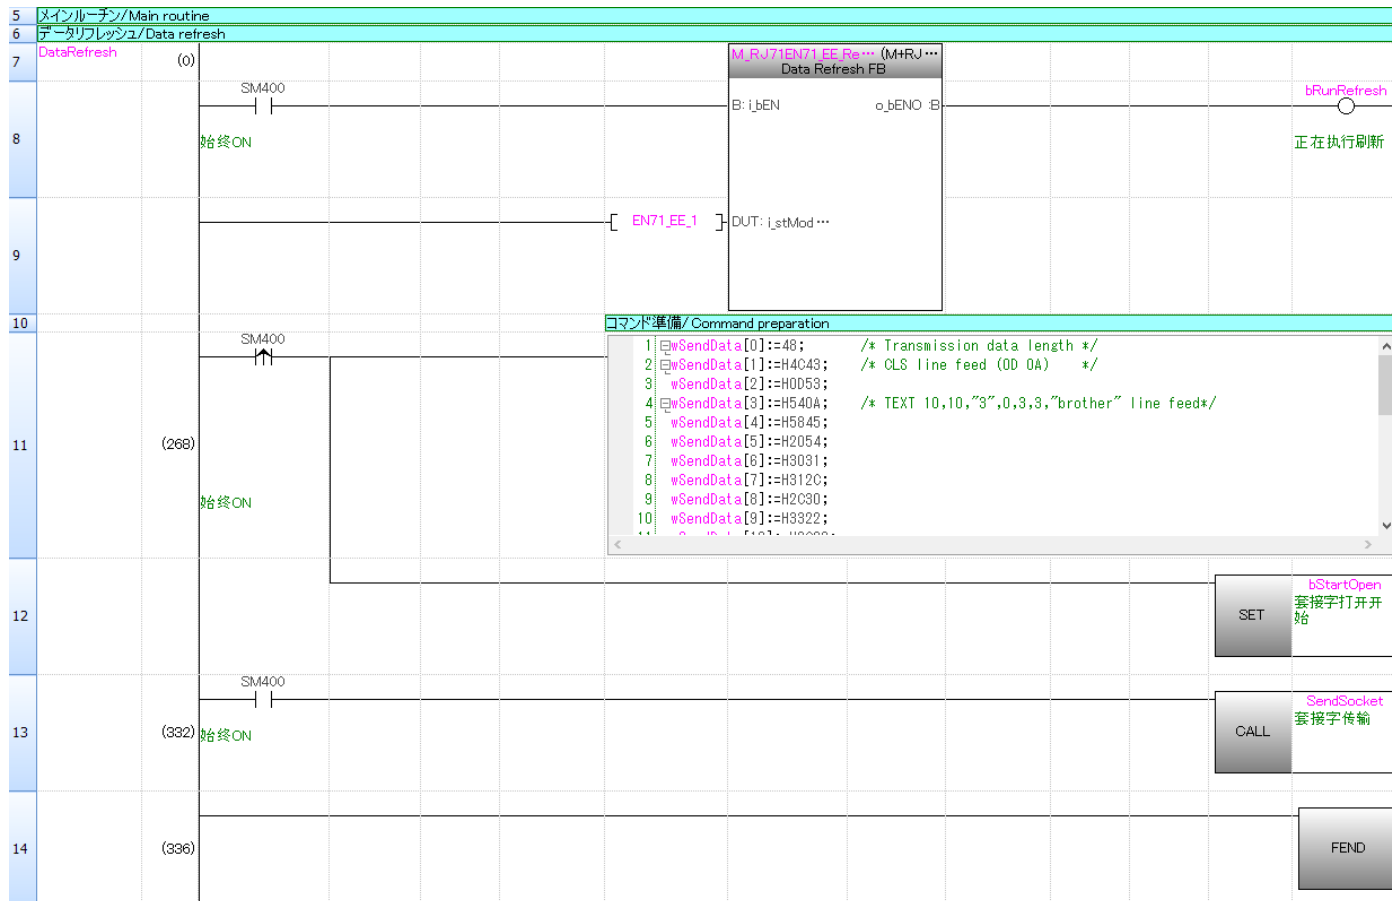 5 メインルーチン/Main routine
6 データリフレッシュ/Data refresh
7 DataRefresh (0) M_RJ71EN71_EE_Re… (M+RJ…
Data Refresh FB
SM400 bRunRefresh
B: i_bEN o_bENO :B
8 始终ON 正在执行刷新
EN71_EE_1 DUT: i_stMod…
9
10 コマンド準備/Command preparation
SM400
1 wSendData[0]:=48; /* Transmission data length */
2 wSendData[1]:=H4C43; /* CLS line feed (0D 0A) */
3 wSendData[2]:=H0D53;
4 wSendData[3]:=H540A; /* TEXT 10,10,"3",0,3,3,"brother" line feed*/
11 (268)
5 wSendData[4]:=H5845;
6 wSendData[5]:=H2054;
7 wSendData[6]:=H3031;
8 wSendData[7]:=H312C;
始终ON
9 wSendData[8]:=H2C30;
10 wSendData[9]:=H3322;
bStartOpen
12 SET 套接字打开开
始
SM400 SendSocket
套接字传输
13 (332) 始终ON CALL
14 (336) FEND